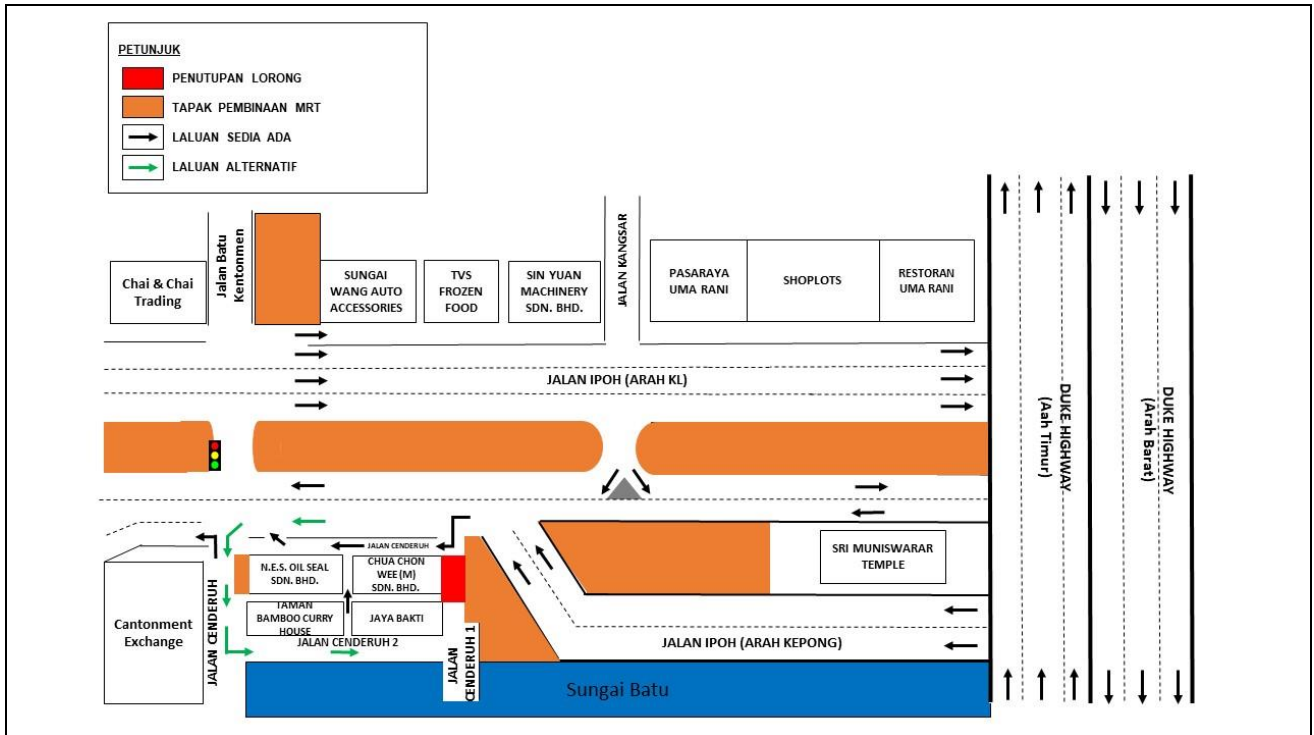 PETUNJUK
PENUTUPAN LORONG
TAPAK PEMBINAAN MRT
LALUAN SEDIA ADA
LALUAN ALTERNATIF
Chai & Chai
Trading
Jalan Batu
Kentonmen
SUNGAI
WANG AUTO
ACCESSORIES
TVS
FROZEN
FOOD
SIN YUAN
MACHINERY
SDN. BHD.
JALAN KANGSAR
PASARAYA
UMA RANI
SHOPLOTS
RESTORAN
UMA RANI
JALAN IPOH (ARAH KL)
DUKE HIGHWAY
(Aah Timur)
DUKE HIGHWAY
(Arah Barat)
JALAN CENDERUH
N.E.S. OIL SEAL
SDN. BHD.
CHUA CHON
WEE (M)
SDN. BHD.
SRI MUNISWARAR
TEMPLE
Cantonment
Exchange
JALAN CENDERUH
TAMAN
BAMBOO CURRY
HOUSE
JAYA BAKTI
JALAN CENDERUH 2
JALAN
CENDERUH 1
JALAN IPOH (ARAH KEPONG)
Sungai Batu